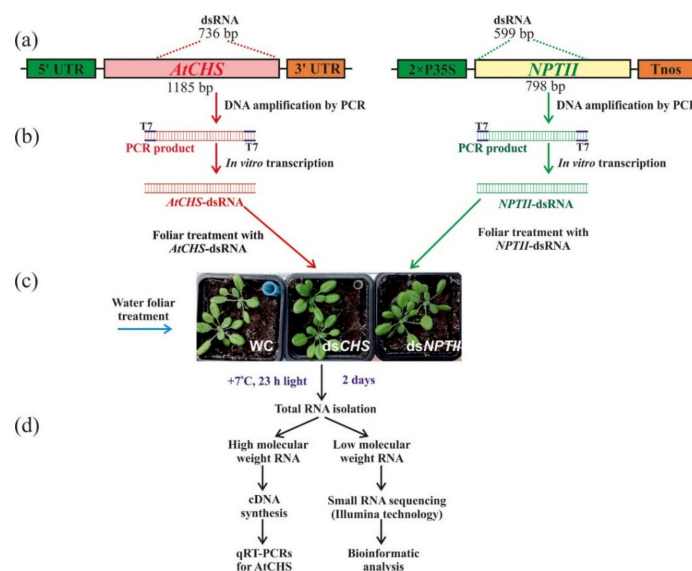 (a)
dsRNA
736 bp
dsRNA
599 bp
5' UTR
AtCHS
3' UTR
2×P35S
NPTII
Tnos
1185 bp
798 bp
DNA amplification by PCR
DNA amplification by PCR
(b)
T7
T7
PCR product
T7
PCR product
T7
In vitro transcription
In vitro transcription
AtCHS-dsRNA
NPTII-dsRNA
Foliar treatment with
AtCHS-dsRNA
Foliar treatment with
NPTII-dsRNA
(c)
Water foliar
treatment
WC
dsCHS
dsNPTII
+7°C, 23 h light
2 days
Total RNA isolation
(d)
High molecular
weight RNA
Low molecular
weight RNA
cDNA
synthesis
Small RNA sequencing
(Illumina technology)
qRT-PCRs
for AtCHS
Bioinformatic
analysis